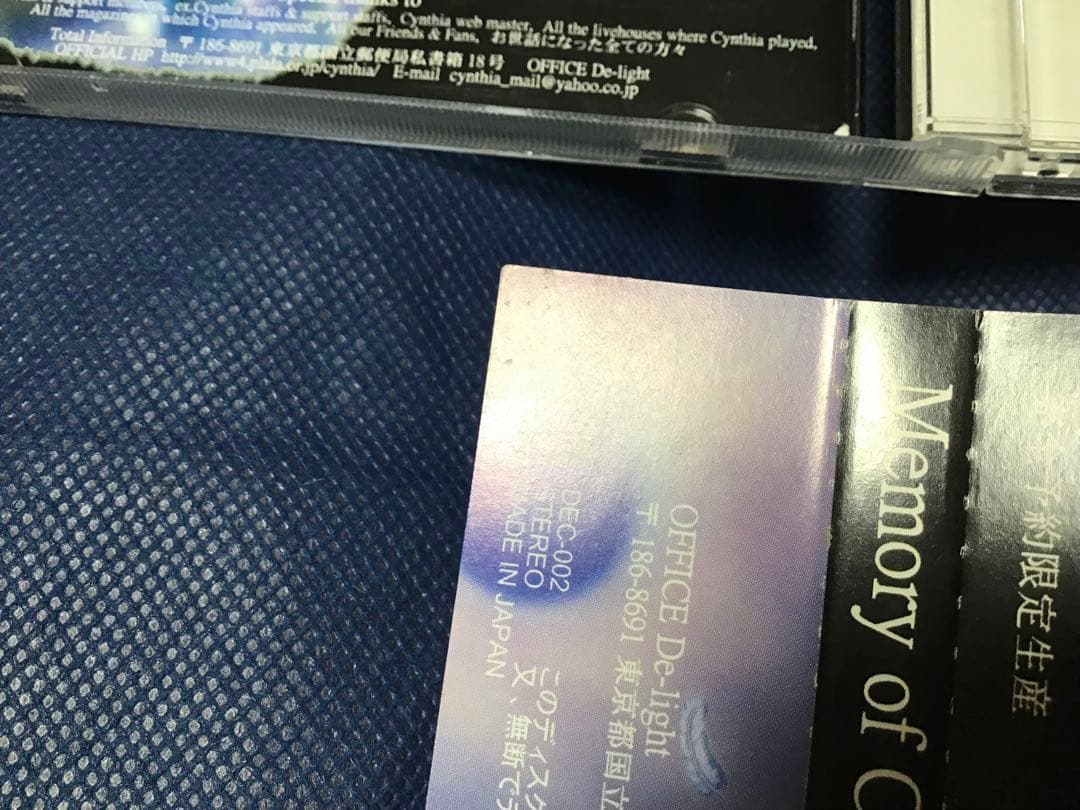 All the magazines which Cynthia appeared, All our Friends & Fans, お世話になった全ての方々
support members, ex.Cynthia staffs & support staffs, Cynthia web master, All the livehouses where Cynthia played,
Total Information 〒186-8691 東京都国立郵便局私書箱18号 OFFICE De-light
OFFICIAL HP http://www4.plala.or.jp/cynthia/ E-mail cynthia_mail@yahoo.co.jp
予約限定生産
Memory of
OFFICE De-light
〒186-8691 東京都国立
DEC-002
STEREO
MADE IN JAPAN
このディスク
又、無断で